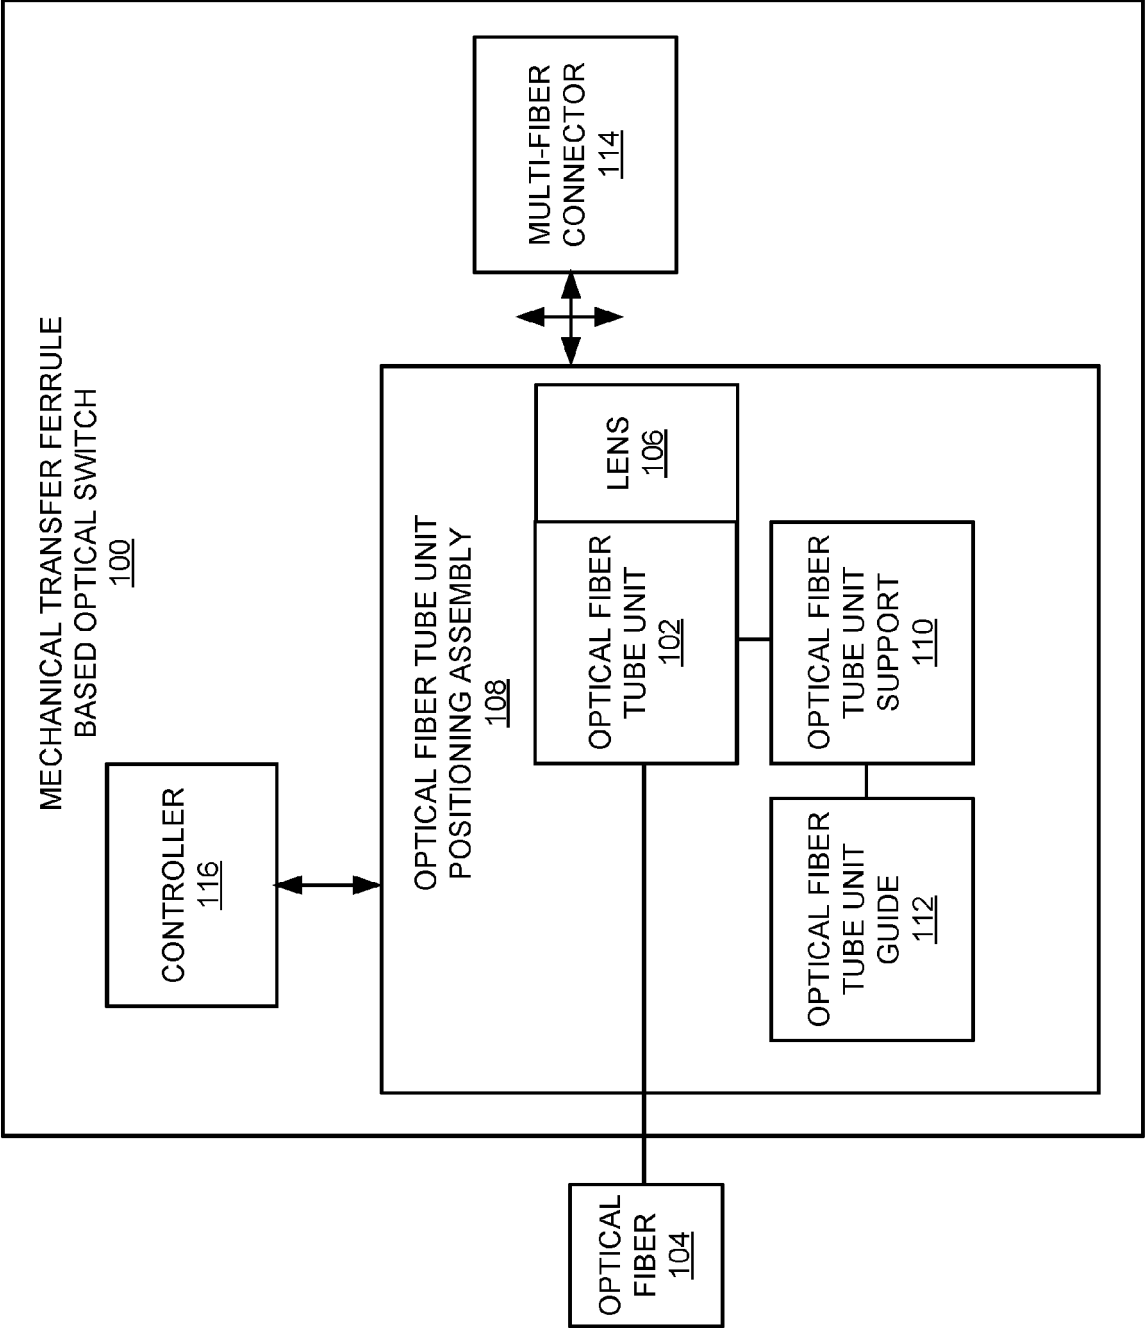 MECHANICAL TRANSFER FERRULE
BASED OPTICAL SWITCH
100
CONTROLLER
116
OPTICAL FIBER TUBE UNIT
POSITIONING ASSEMBLY
108
OPTICAL
FIBER
104
OPTICAL FIBER
TUBE UNIT
102
LENS
106
MULTI-FIBER
CONNECTOR
114
OPTICAL FIBER
TUBE UNIT
GUIDE
112
OPTICAL FIBER
TUBE UNIT
SUPPORT
110